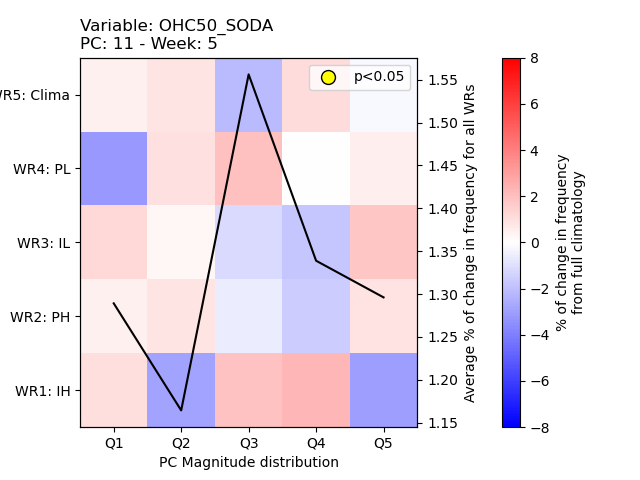 Variable: OHC50_SODA
PC: 11 - Week: 5
p<0.05
WR5: Clima
WR4: PL
WR3: IL
WR2: PH
WR1: IH
Q1 Q2 Q3 Q4 Q5
PC Magnitude distribution
1.55
1.50
1.45
1.40
1.35
1.30
1.25
1.20
1.15
Average % of change in frequency for all WRs
8
6
4
2
0
−2
−4
−6
−8
% of change in frequency
from full climatology